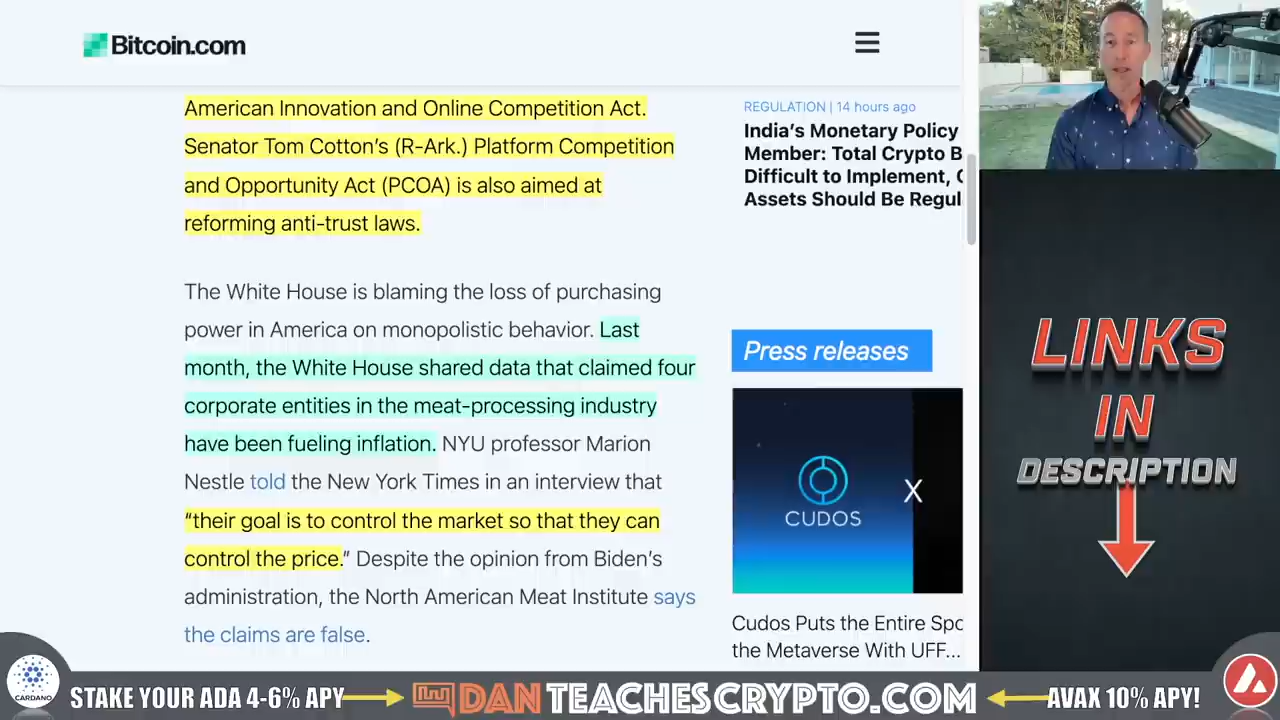 Bitcoin.com
American Innovation and Online Competition Act.
Senator Tom Cotton's (R-Ark.) Platform Competition
and Opportunity Act (PCOA) is also aimed at
reforming anti-trust laws.
The White House is blaming the loss of purchasing
power in America on monopolistic behavior. Last
month, the White House shared data that claimed four
corporate entities in the meat-processing industry
have been fueling inflation. NYU professor Marion
Nestle told the New York Times in an interview that
“their goal is to control the market so that they can
control the price.” Despite the opinion from Biden’s
administration, the North American Meat Institute says
the claims are false.
REGULATION | 14 hours ago
India’s Monetary Policy
Member: Total Crypto B
Difficult to Implement, C
Assets Should Be Regul
Press releases
CUDOS
X
Cudos Puts the Entire Spc
the Metaverse With UFF...
LINKS
IN
DESCRIPTION
CARDANO
STAKE YOUR ADA 4-6% APY
DANTEACHESCRYPTO.COM
AVAX 10% APY!